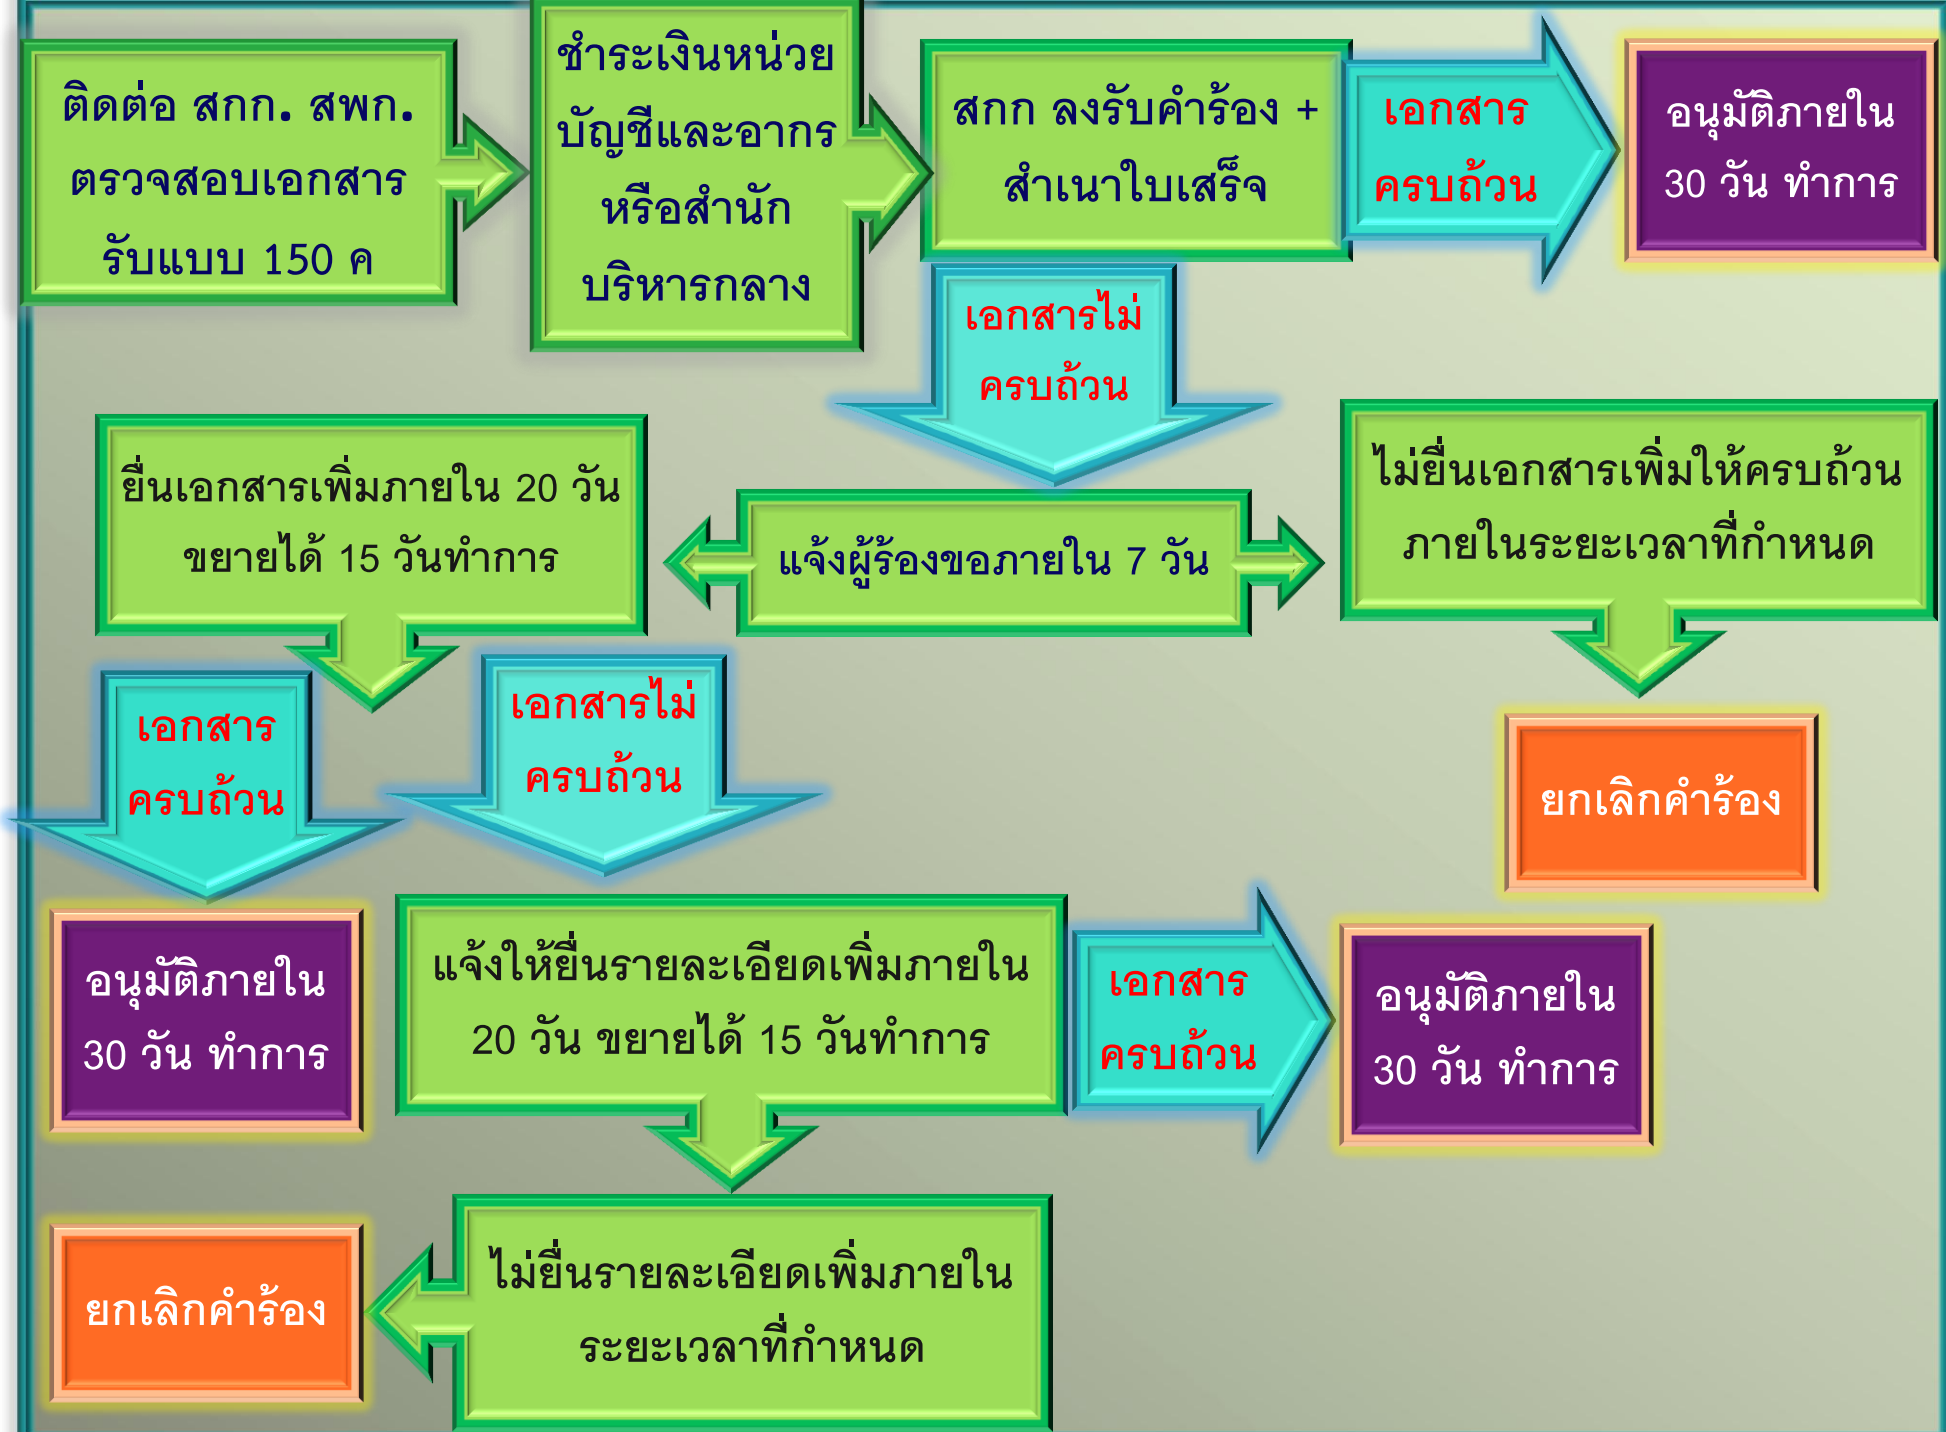 ติดต่อ สกก. สพก.
ตรวจสอบเอกสาร
รับแบบ 150 ค
ชำระเงินหน่วย
บัญชีและอากร
หรือสำนัก
บริหารกลาง
สกก ลงรับคำร้อง +
สำเนาใบเสร็จ
เอกสาร
ครบถ้วน
อนุมัติภายใน
30 วัน ทำการ
เอกสารไม่
ครบถ้วน
ยื่นเอกสารเพิ่มภายใน 20 วัน
ขยายได้ 15 วันทำการ
แจ้งผู้ร้องขอภายใน 7 วัน
ไม่ยื่นเอกสารเพิ่มให้ครบถ้วน
ภายในระยะเวลาที่กำหนด
เอกสาร
ครบถ้วน
เอกสารไม่
ครบถ้วน
ยกเลิกคำร้อง
อนุมัติภายใน
30 วัน ทำการ
แจ้งให้ยื่นรายละเอียดเพิ่มภายใน
20 วัน ขยายได้ 15 วันทำการ
เอกสาร
ครบถ้วน
อนุมัติภายใน
30 วัน ทำการ
ยกเลิกคำร้อง
ไม่ยื่นรายละเอียดเพิ่มภายใน
ระยะเวลาที่กำหนด